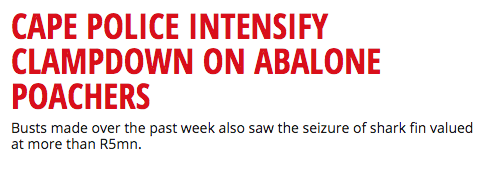 CAPE POLICE INTENSIFY
CLAMPDOWN ON ABALONE
POACHERS
Busts made over the past week also saw the seizure of shark fin valued
at more than R5mn.